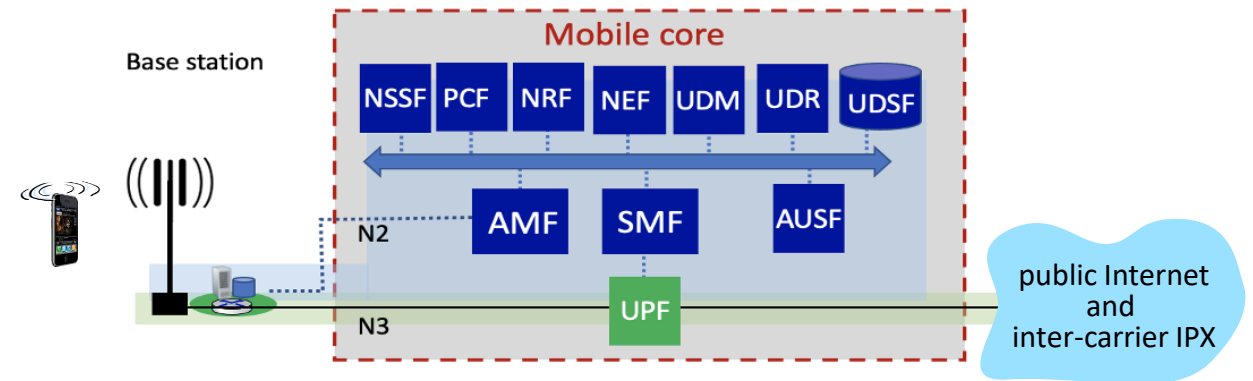 Mobile core
Base station
NSSF
PCF
NRF
NEF
UDM
UDR
UDSF
AMF
SMF
AUSF
N2
UPF
N3
public Internet
and
inter-carrier IPX